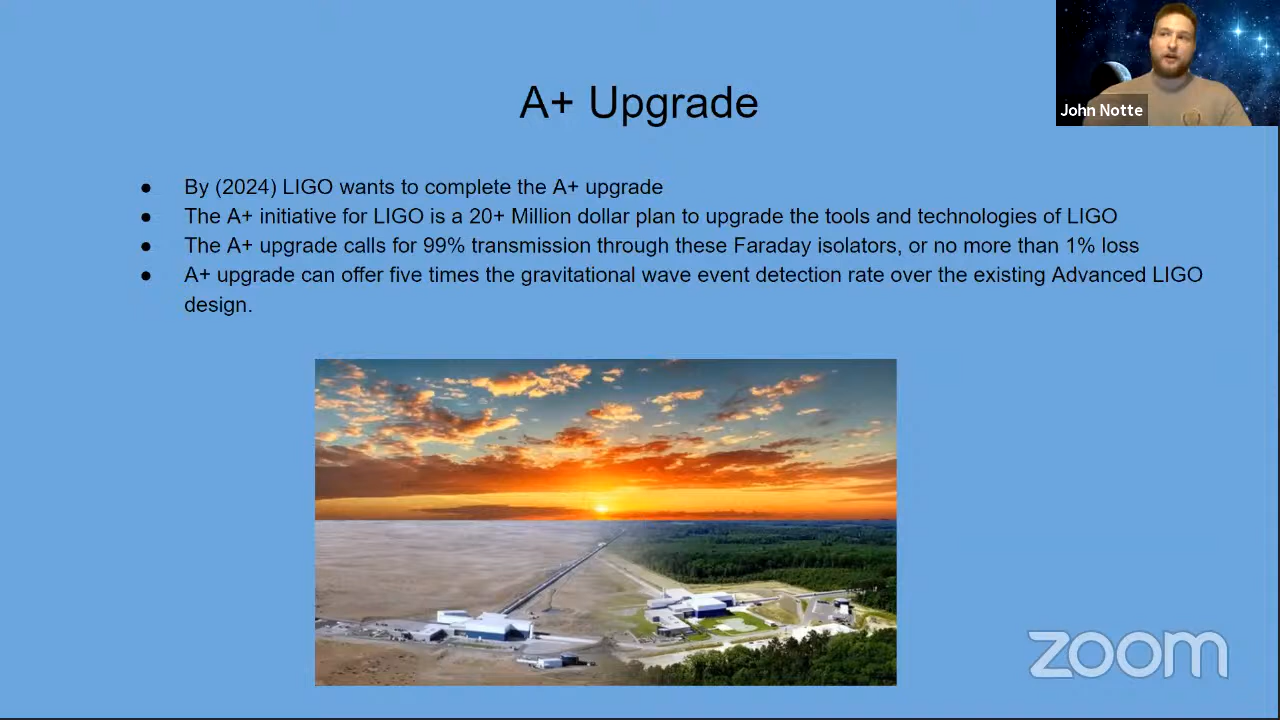 A+ Upgrade
John Notte
● By (2024) LIGO wants to complete the A+ upgrade
● The A+ initiative for LIGO is a 20+ Million dollar plan to upgrade the tools and technologies of LIGO
● The A+ upgrade calls for 99% transmission through these Faraday isolators, or no more than 1% loss
● A+ upgrade can offer five times the gravitational wave event detection rate over the existing Advanced LIGO
design.
zoom